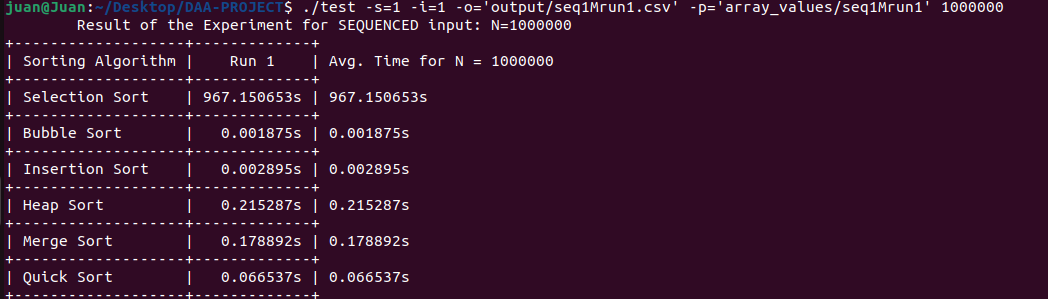 juan@Juan:~/Desktop/DAA-PROJECT$ ./test -s=1 -i=1 -o='output/seq1Mrun1.csv' -p='array_values/seq1Mrun1' 1000000
        Result of the Experiment for SEQUENCED input: N=1000000
+-------------------+-------------+
| Sorting Algorithm |    Run 1    | Avg. Time for N = 1000000
+-------------------+-------------+
| Selection Sort    | 967.150653s | 967.150653s
+-------------------+-------------+
| Bubble Sort       |   0.001875s | 0.001875s
+-------------------+-------------+
| Insertion Sort    |   0.002895s | 0.002895s
+-------------------+-------------+
| Heap Sort         |   0.215287s | 0.215287s
+-------------------+-------------+
| Merge Sort        |   0.178892s | 0.178892s
+-------------------+-------------+
| Quick Sort        |   0.066537s | 0.066537s
+-------------------+-------------+